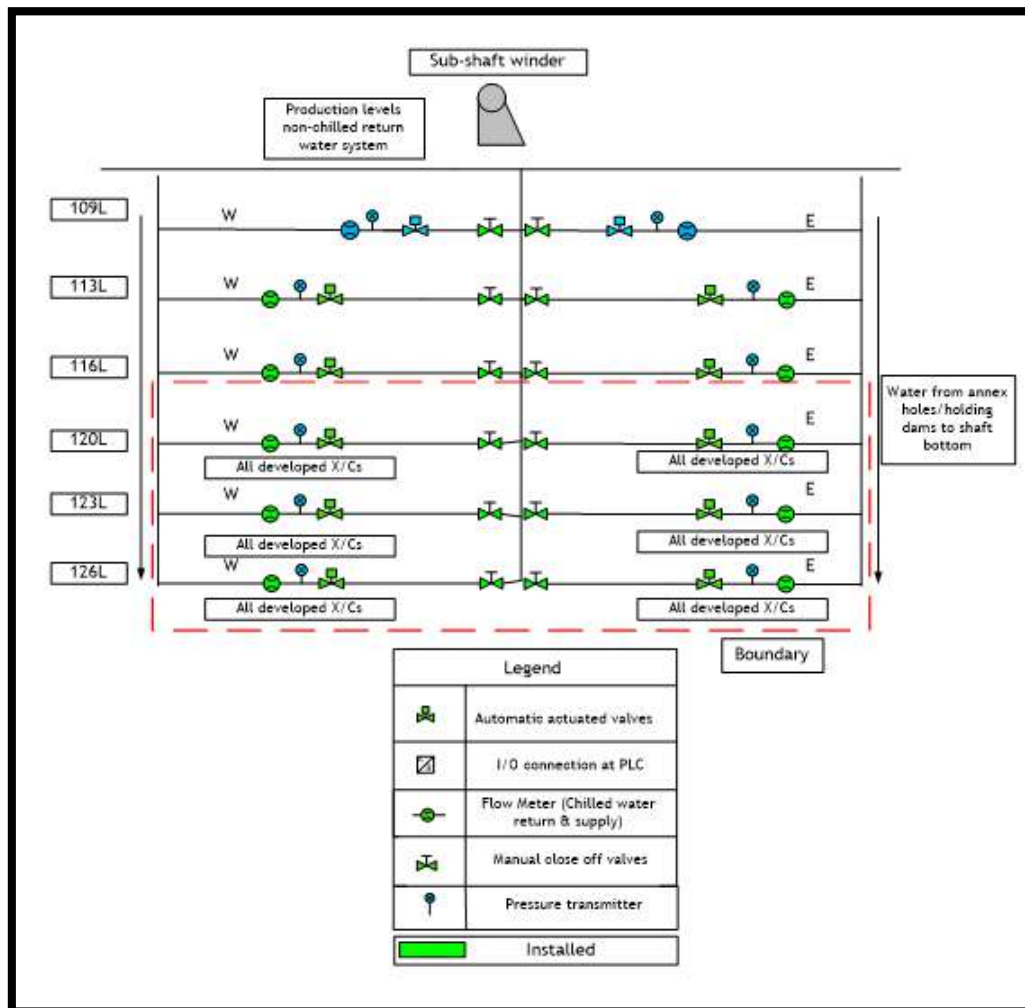 Sub-shaft winder
Production levels
non-chilled return
water system
109L
W
E
113L
W
E
116L
W
E
Water from annex
holes/holding
dams to shaft
bottom
120L
W
E
All developed X/Cs
All developed X/Cs
123L
W
E
All developed X/Cs
All developed X/Cs
126L
W
E
All developed X/Cs
All developed X/Cs
Boundary
Legend
Automatic actuated valves
I/O connection at PLC
Flow Meter (Chilled water
return & supply)
Manual close off valves
Pressure transmitter
Installed